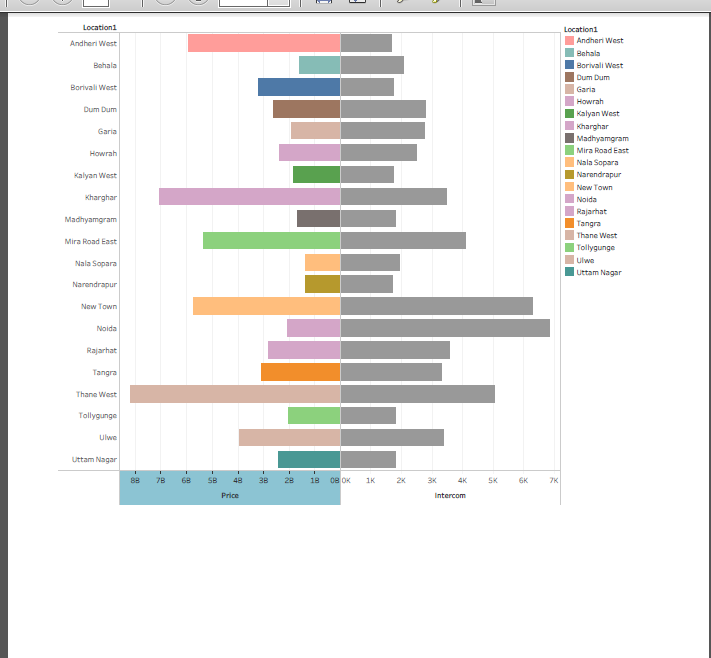 Location1
Andheri West
Behala
Borivali West
Dum Dum
Garia
Howrah
Kalyan West
Kharghar
Madhyamgram
Mira Road East
Nala Sopara
Narendrapur
New Town
Noida
Rajarhat
Tangra
Thane West
Tollygunge
Ulwe
Uttam Nagar
8B 7B 6B 5B 4B 3B 2B 1B 0B 0K 1K 2K 3K 4K 5K 6K 7K
Price Intercom
Location1
Andheri West
Behala
Borivali West
Dum Dum
Garia
Howrah
Kalyan West
Kharghar
Madhyamgram
Mira Road East
Nala Sopara
Narendrapur
New Town
Noida
Rajarhat
Tangra
Thane West
Tollygunge
Ulwe
Uttam Nagar